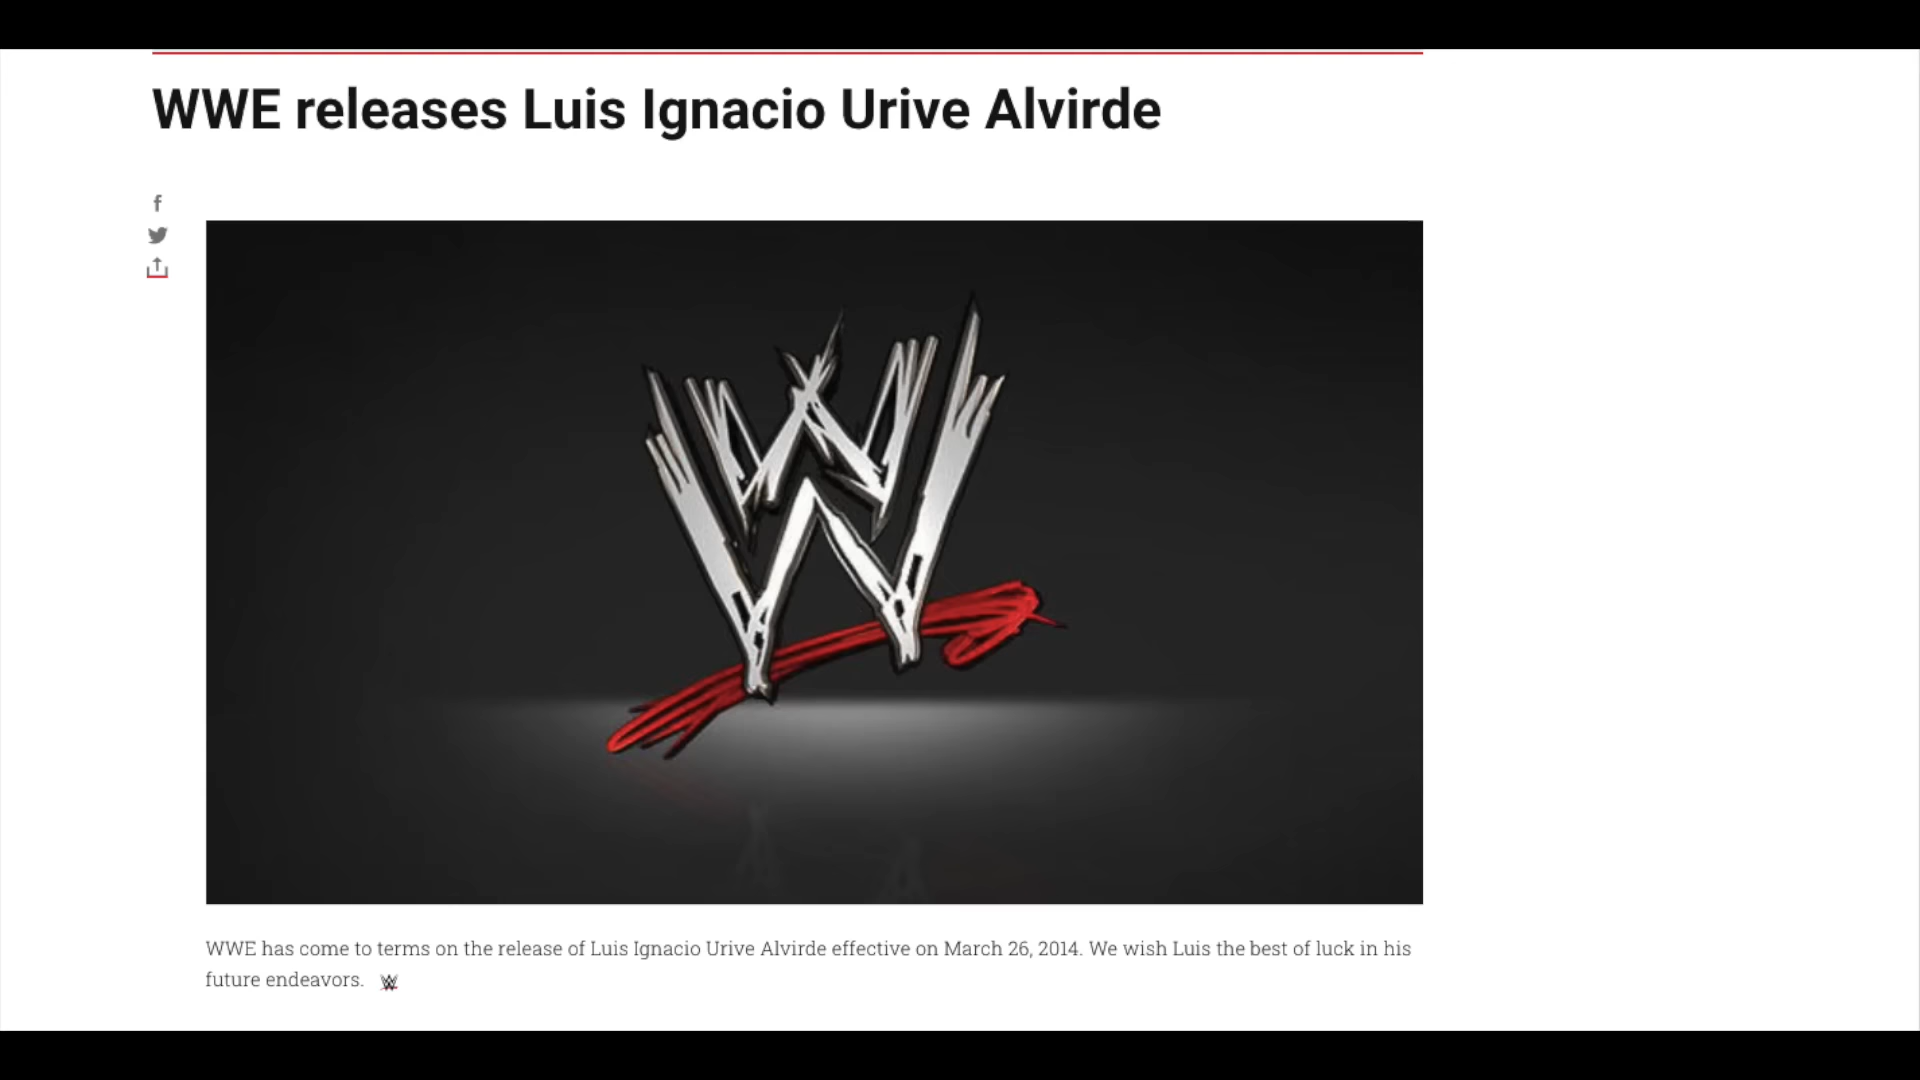 WWE releases Luis Ignacio Urive Alvirde
WWE has come to terms on the release of Luis Ignacio Urive Alvirde effective on March 26, 2014. We wish Luis the best of luck in his
future endeavors.